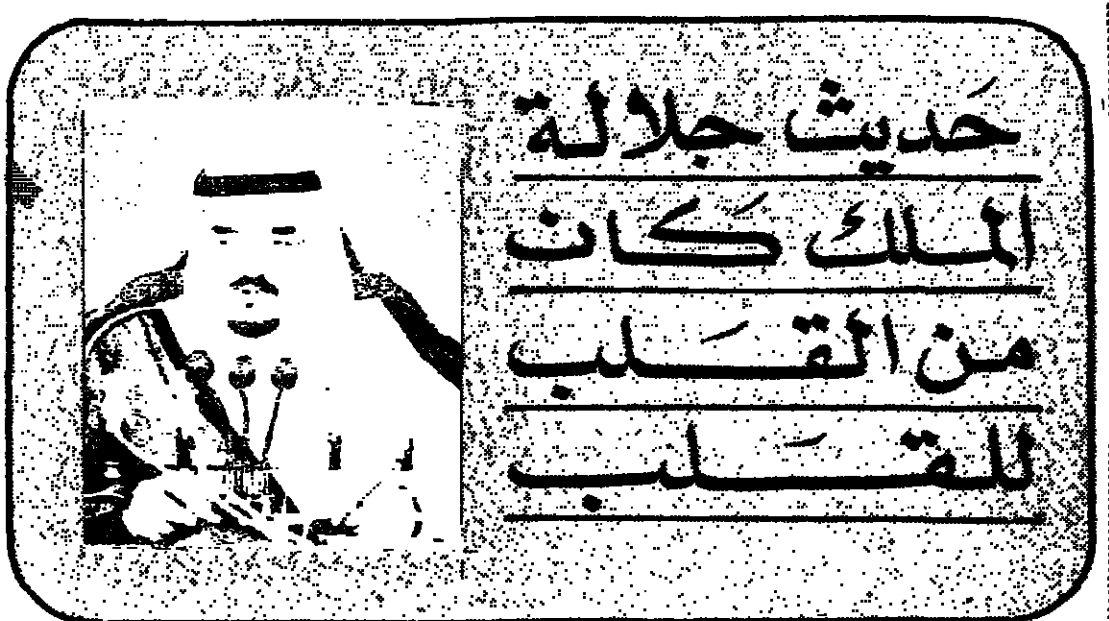 حَديث جلالة
الملك كَان
من القَلب
للقَلب